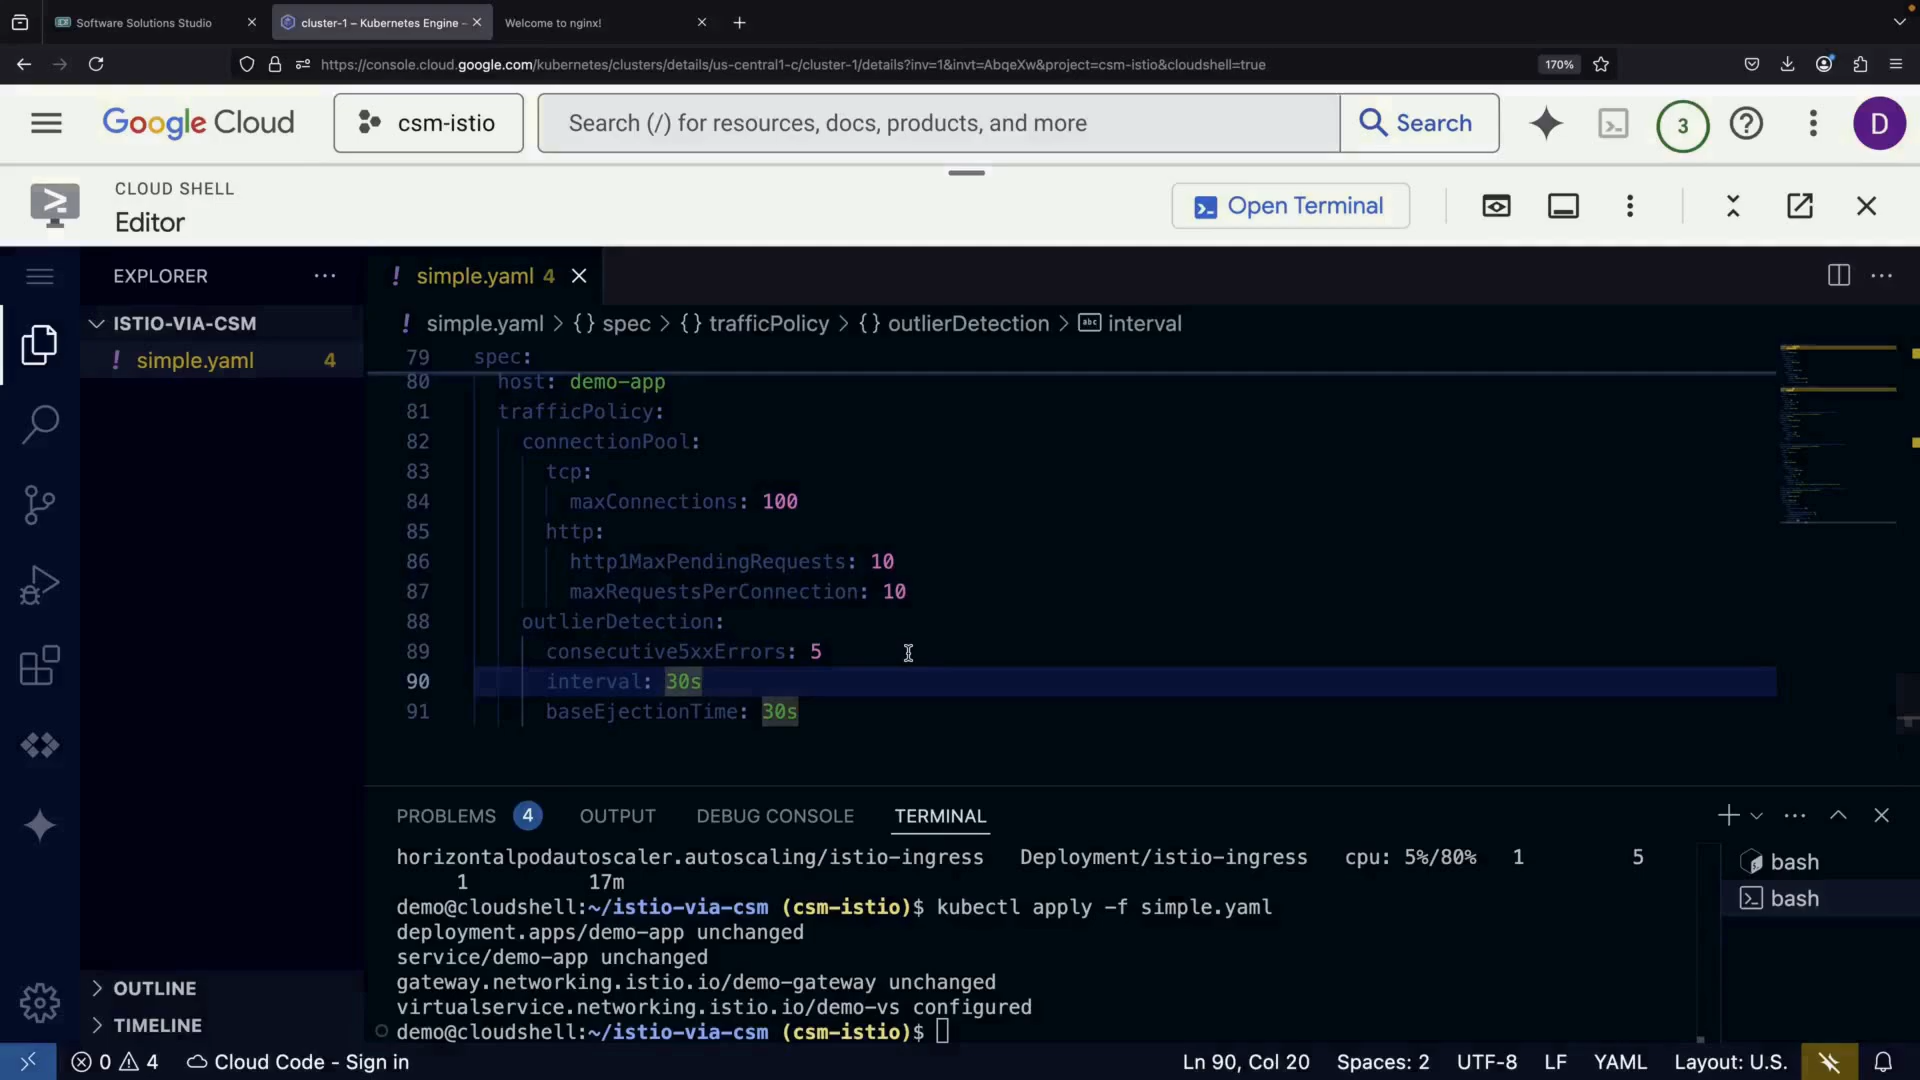 Software Solutions Studio
cluster-1 – Kubernetes Engine –
Welcome to nginx!
https://console.cloud.google.com/kubernetes/clusters/details/us-central1-c/cluster-1/details?inv=1&invt=AbqeXw&project=csm-istio&cloudshell=true
170%
Google Cloud
csm-istio
Search (/) for resources, docs, products, and more
Search
3
D
CLOUD SHELL
Editor
Open Terminal
EXPLORER
! simple.yaml 4
ISTIO-VIA-CSM
! simple.yaml > {} spec > {} trafficPolicy > {} outlierDetection > abc interval
! simple.yaml 4
79 spec:
80 host: demo-app
81 trafficPolicy:
82 connectionPool:
83 tcp:
84 maxConnections: 100
85 http:
86 http1MaxPendingRequests: 10
87 maxRequestsPerConnection: 10
88 outlierDetection:
89 consecutive5xxErrors: 5
90 interval: 30s
91 baseEjectionTime: 30s
PROBLEMS 4 OUTPUT DEBUG CONSOLE TERMINAL
horizontalpodautoscaler.autoscaling/istio-ingress Deployment/istio-ingress cpu: 5%/80% 1 5
1 17m
demo@cloudshell:~/istio-via-csm (csm-istio)$ kubectl apply -f simple.yaml
deployment.apps/demo-app unchanged
service/demo-app unchanged
gateway.networking.istio.io/demo-gateway unchanged
virtualservice.networking.istio.io/demo-vs configured
demo@cloudshell:~/istio-via-csm (csm-istio)$
bash
bash
OUTLINE
TIMELINE
0 4 Cloud Code - Sign in
Ln 90, Col 20 Spaces: 2 UTF-8 LF YAML Layout: U.S.